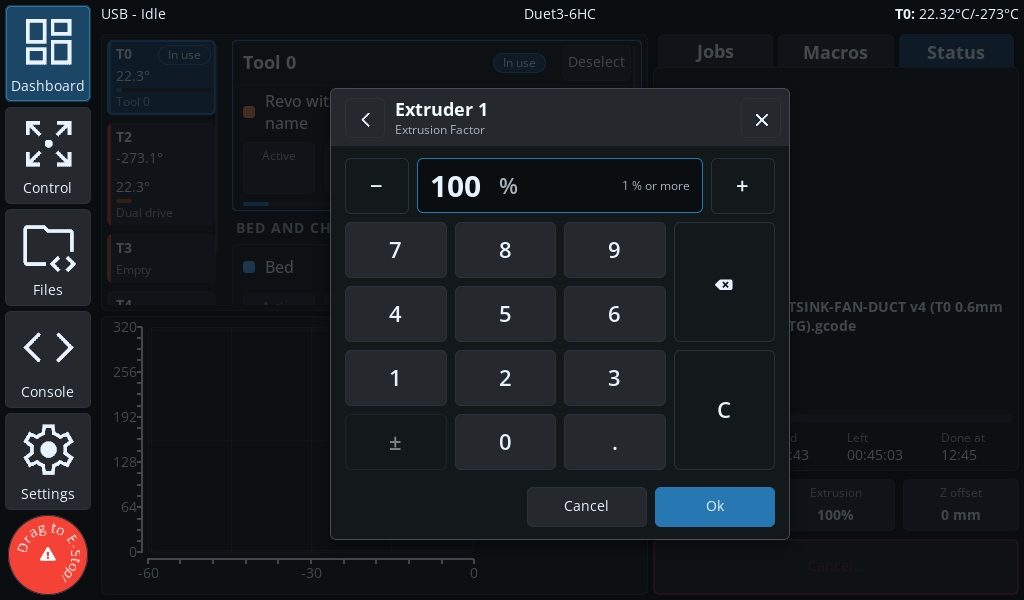 USB - Idle
Duet3-6HC
T0: 22.32°C/-273°C
Dashboard
Control
Files
Console
Settings
Drag to E-Stop!
T0
In use
22.3°
Tool 0
T2
-273.1°
22.3°
Dual drive
T3
Empty
T4
Tool 0
In use
Deselect
Revo wit
name
Active
BED AND CH
Bed
Jobs
Macros
Status
Extruder 1
Extrusion Factor
−
100 %
1 % or more
+
7
8
9
4
5
6
1
2
3
C
±
0
.
Cancel
Ok
TSINK-FAN-DUCT v4 (T0 0.6mm
TG).gcode
d
Left
Done at
:43
00:45:03
12:45
Extrusion
100%
Z offset
0 mm
Cancel...
320
256
192
128
64
0
-60
-30
0